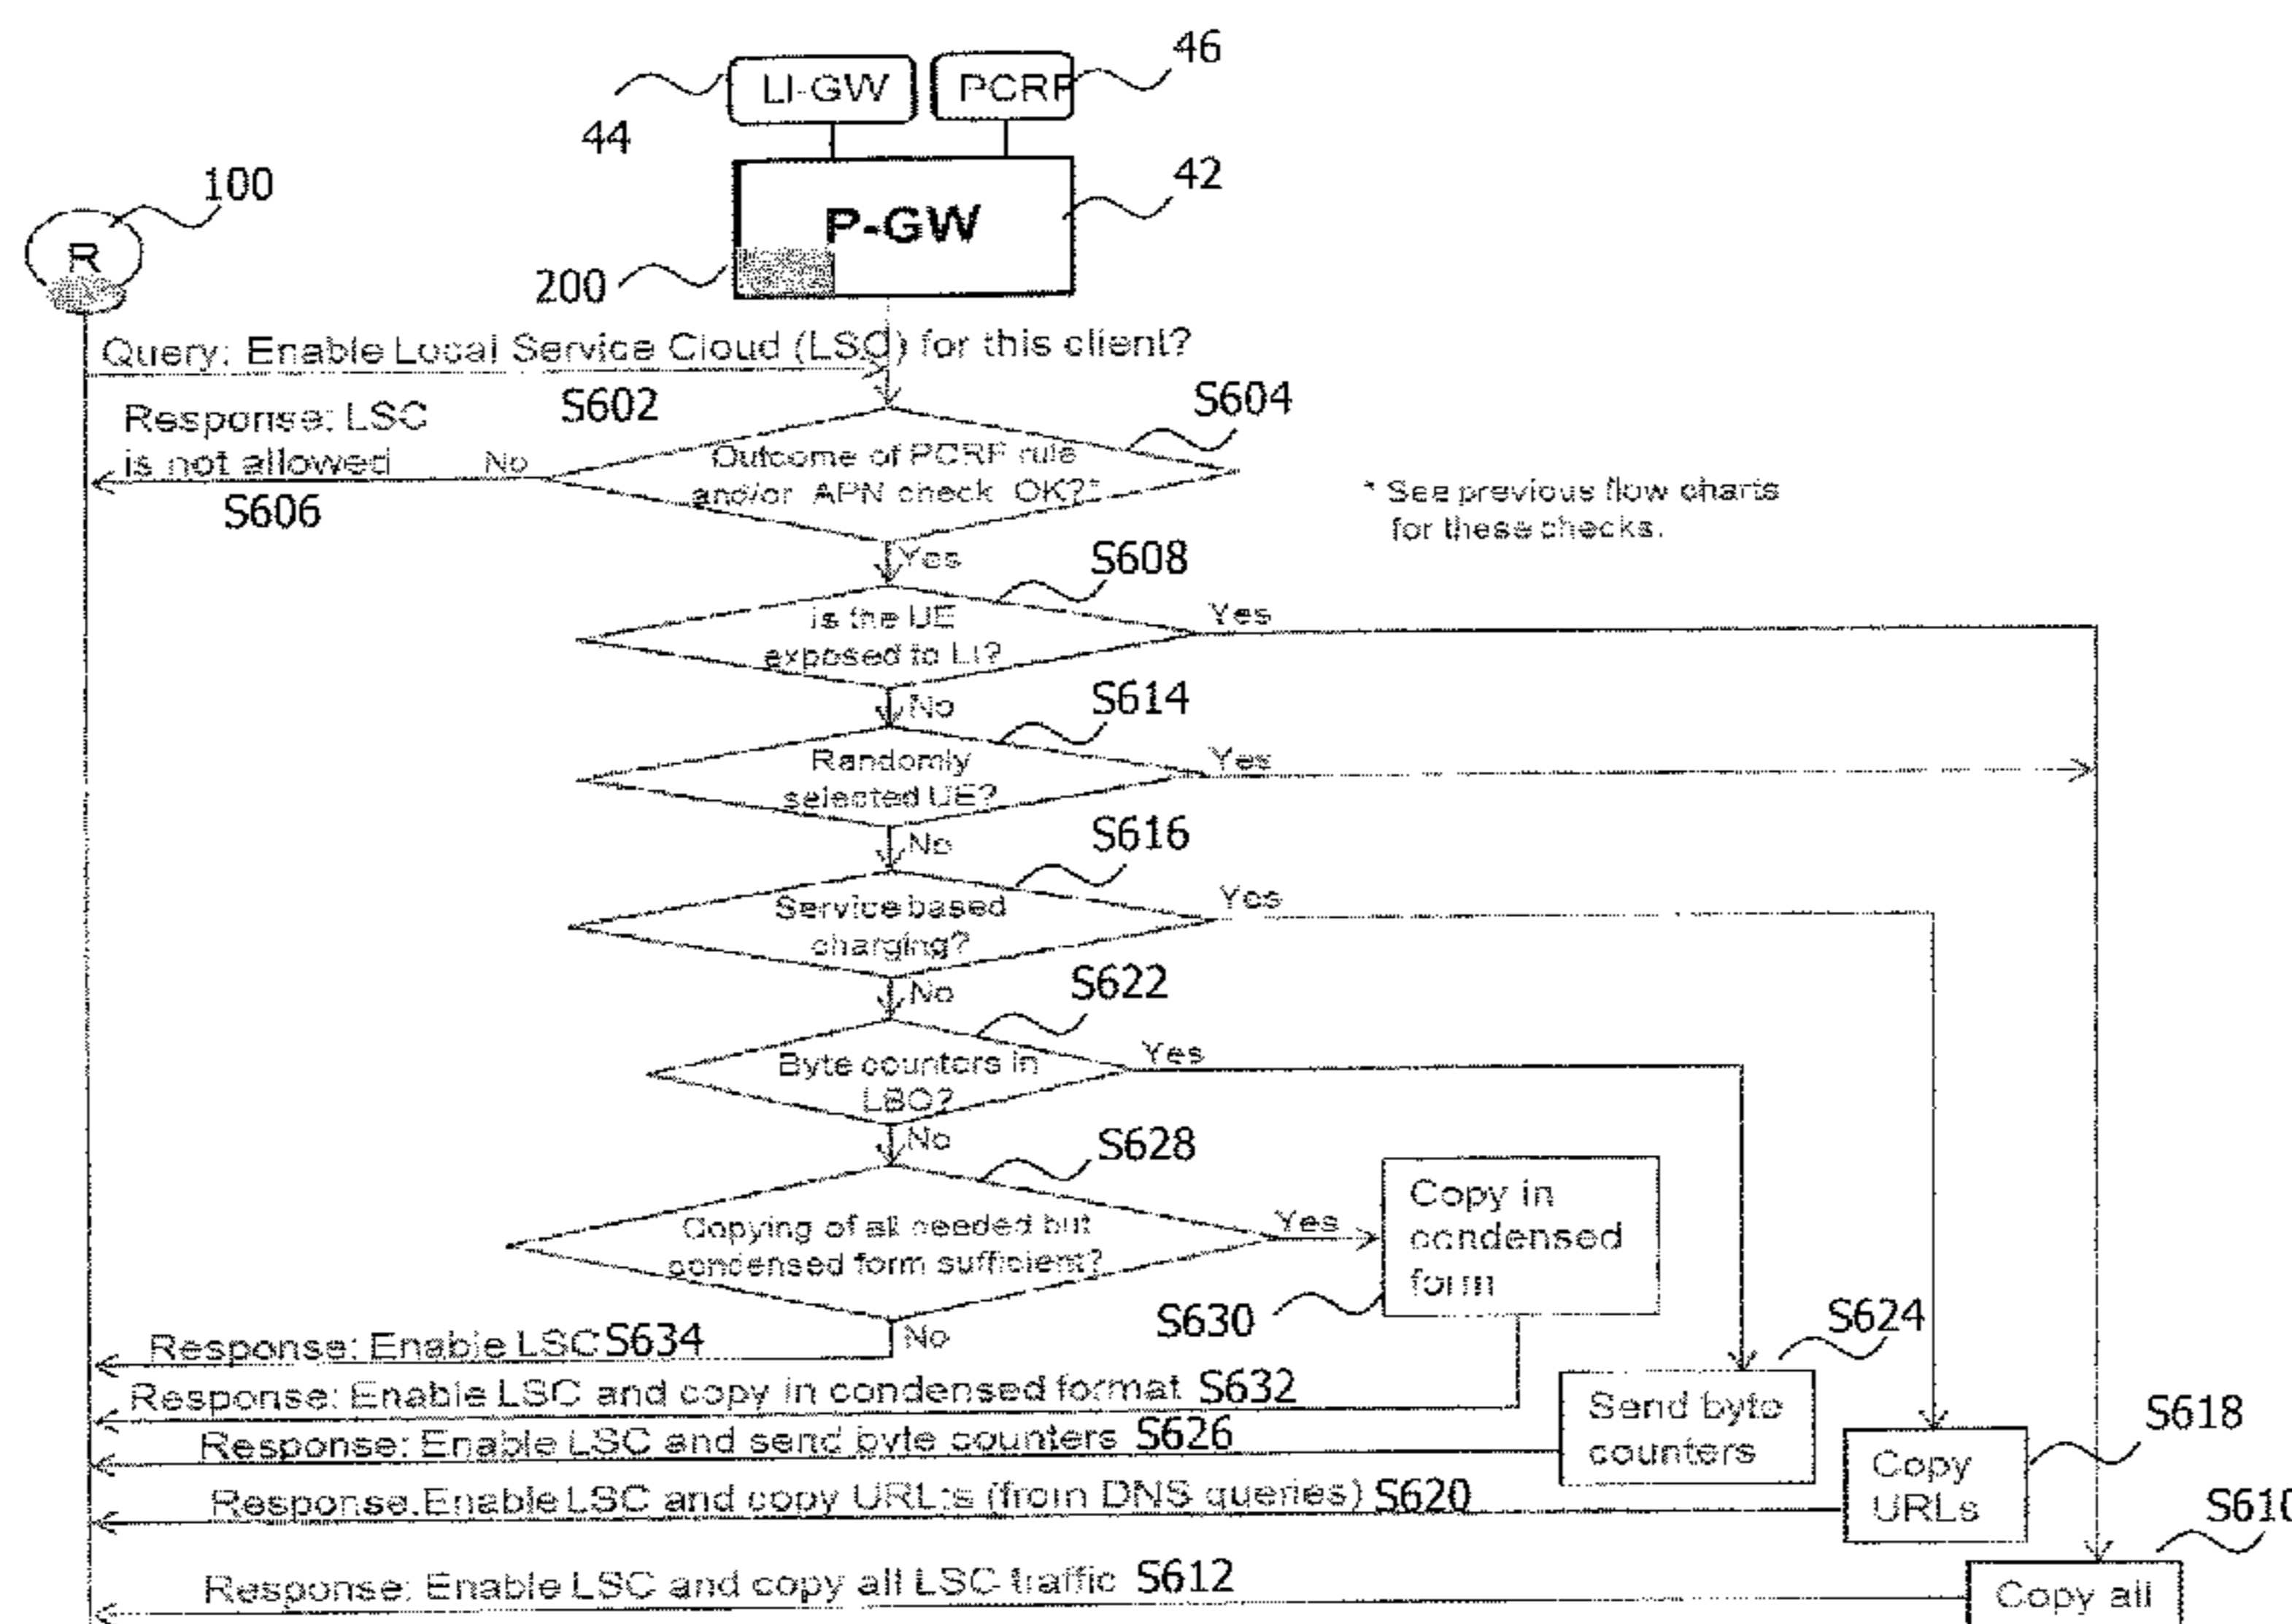 46
LI-GW
PCRF
44
100
42
R
P-GW
200
Query: Enable Local Service Cloud (LSC) for this client?
S602
S604
Response: LSC
is not allowed
No
Outcome of PCRF rule
and/or APN check OK?*
S606
* See previous flow charts
for these checks.
Yes
S608
Is the UE
exposed to LI?
Yes
No
S614
Randomly
selected UE?
Yes
No
S616
Service based
charging?
Yes
No
S622
Byte counters in
LBO?
Yes
No
S628
Copying of all needed but
condensed form sufficient?
Yes
Copy in
condensed
form
S630
No
S624
Response: Enable LSC S634
Response: Enable LSC and copy in condensed format S632
Send byte
counters
Response: Enable LSC and send byte counters S626
S618
Copy
URLs
Response.Enable LSC and copy URL:s (from DNS queries) S620
S610
Response: Enable LSC and copy all LSC traffic S612
Copy all